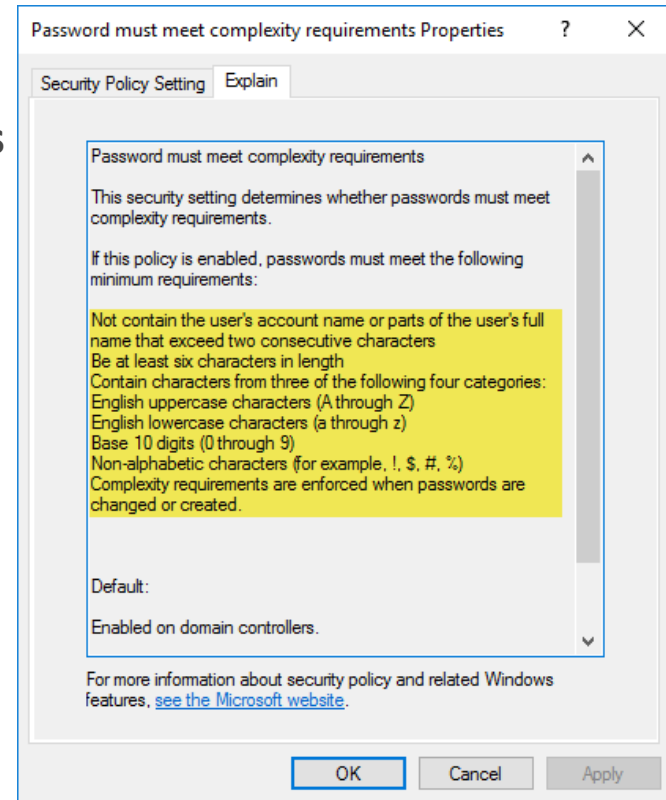 Password must meet complexity requirements Properties ?
Security Policy Setting Explain
s
Password must meet complexity requirements
This security setting determines whether passwords must meet
complexity requirements.
If this policy is enabled, passwords must meet the following
minimum requirements:
Not contain the user's account name or parts of the user's full
name that exceed two consecutive characters
Be at least six characters in length
Contain characters from three of the following four categories:
English uppercase characters (A through Z)
English lowercase characters (a through z)
Base 10 digits (0 through 9)
Non-alphabetic characters (for example, !, $, #, %)
Complexity requirements are enforced when passwords are
changed or created.
Default:
Enabled on domain controllers.
For more information about security policy and related Windows
features, see the Microsoft website.
OK Cancel Apply